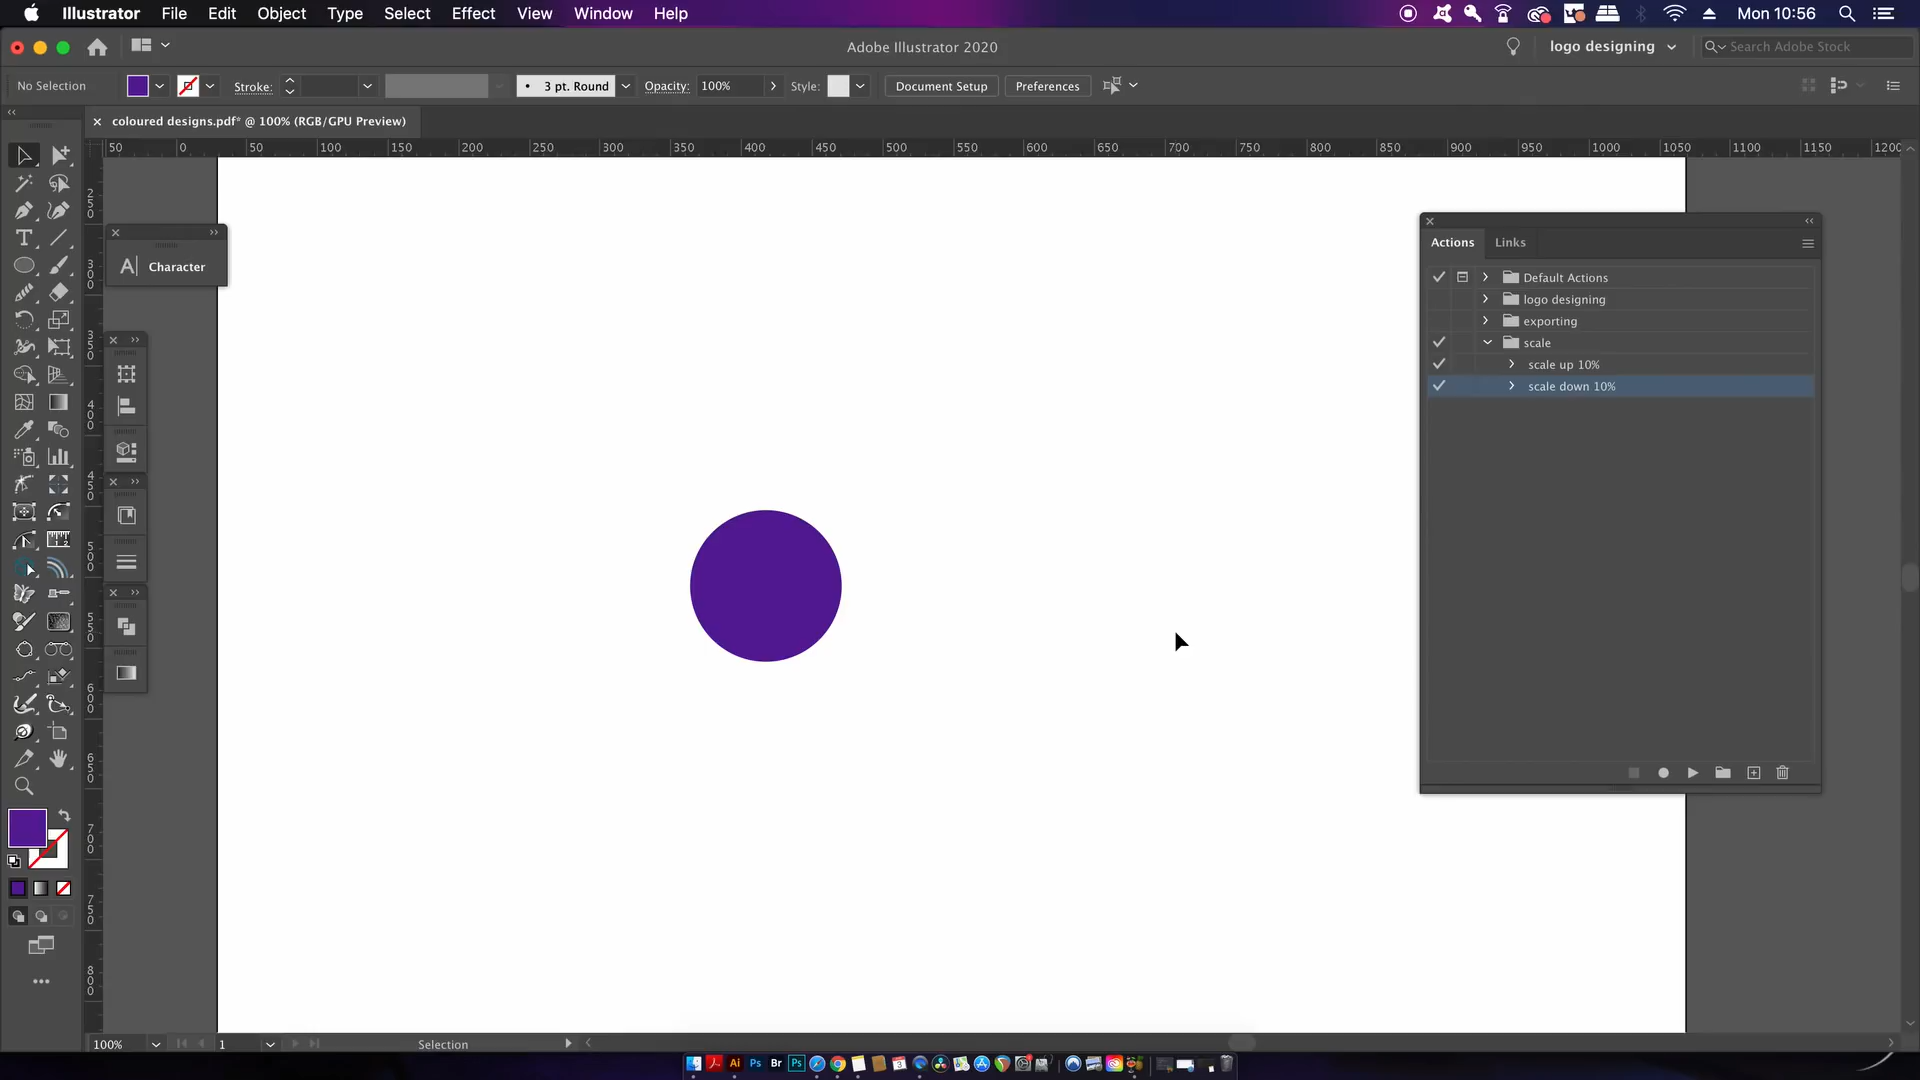 Illustrator File Edit Object Type Select Effect View Window Help Mon 10:56
Adobe Illustrator 2020 logo designing Search Adobe Stock
No Selection Stroke: 3 pt. Round Opacity: 100% Style: Document Setup Preferences
coloured designs.pdf* @ 100% (RGB/GPU Preview)
50 0 50 100 150 200 250 300 350 400 450 500 550 600 650 700 750 800 850 900 950 1000 1050 1100 1150 1200
250
300
350
400
450
500
550
600
650
700
750
800
Character
Actions Links
Default Actions
logo designing
exporting
scale
scale up 10%
scale down 10%
100% 1 Selection